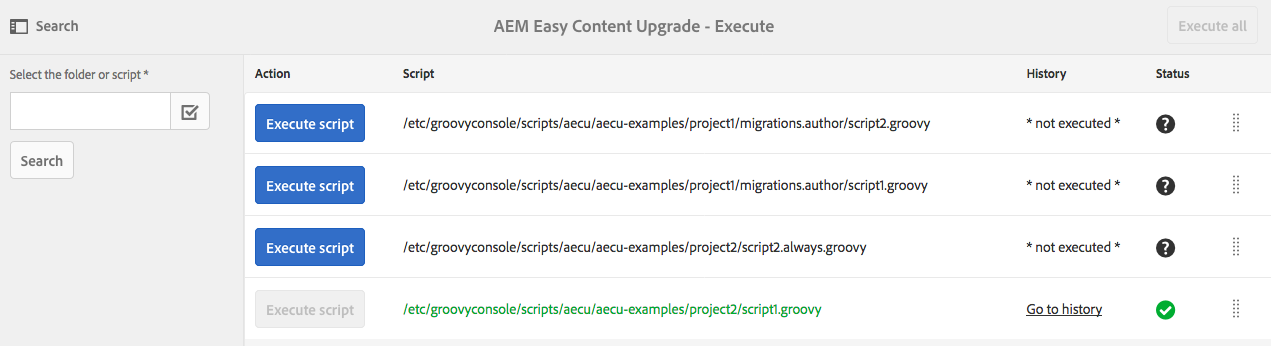 Search
AEM Easy Content Upgrade - Execute
Execute all
Select the folder or script *
Search
Action Script History Status
Execute script /etc/groovyconsole/scripts/aecu/aecu-examples/project1/migrations.author/script2.groovy * not executed *
Execute script /etc/groovyconsole/scripts/aecu/aecu-examples/project1/migrations.author/script1.groovy * not executed *
Execute script /etc/groovyconsole/scripts/aecu/aecu-examples/project2/script2.always.groovy * not executed *
Execute script /etc/groovyconsole/scripts/aecu/aecu-examples/project2/script1.groovy Go to history